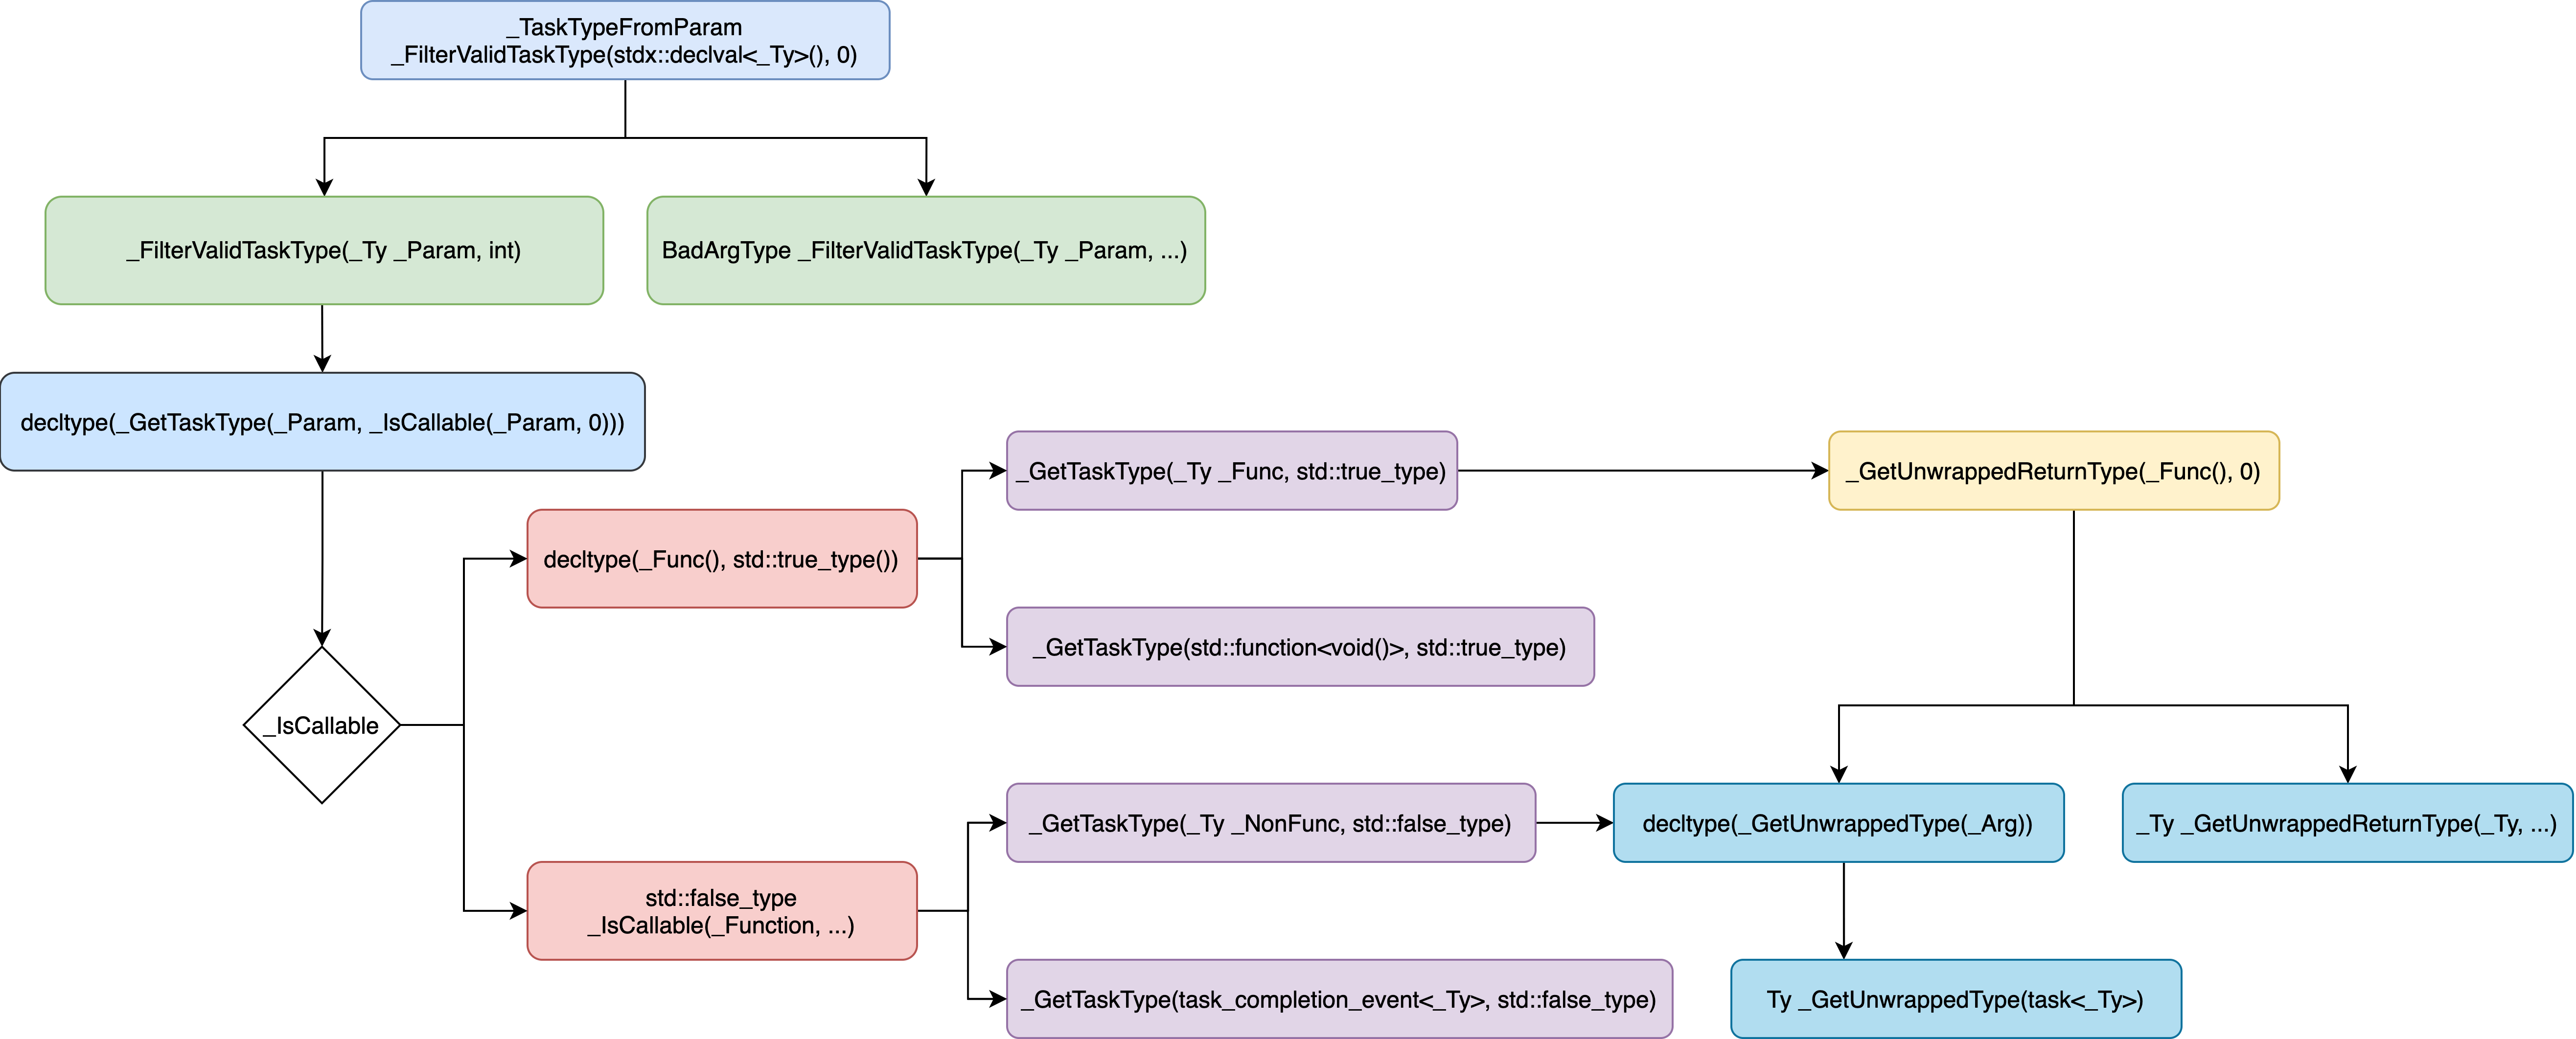 _TaskTypeFromParam
_FilterValidTaskType(stdx::declval<_Ty>(), 0)
_FilterValidTaskType(_Ty _Param, int)
BadArgType _FilterValidTaskType(_Ty _Param, ...)
decltype(_GetTaskType(_Param, _IsCallable(_Param, 0)))
_GetTaskType(_Ty _Func, std::true_type)
_GetUnwrappedReturnType(_Func(), 0)
decltype(_Func(), std::true_type())
_GetTaskType(std::function<void()>, std::true_type)
_IsCallable
_GetTaskType(_Ty _NonFunc, std::false_type)
decltype(_GetUnwrappedType(_Arg))
_Ty _GetUnwrappedReturnType(_Ty, ...)
std::false_type
_IsCallable(_Function, ...)
_GetTaskType(task_completion_event<_Ty>, std::false_type)
Ty _GetUnwrappedType(task<_Ty>)